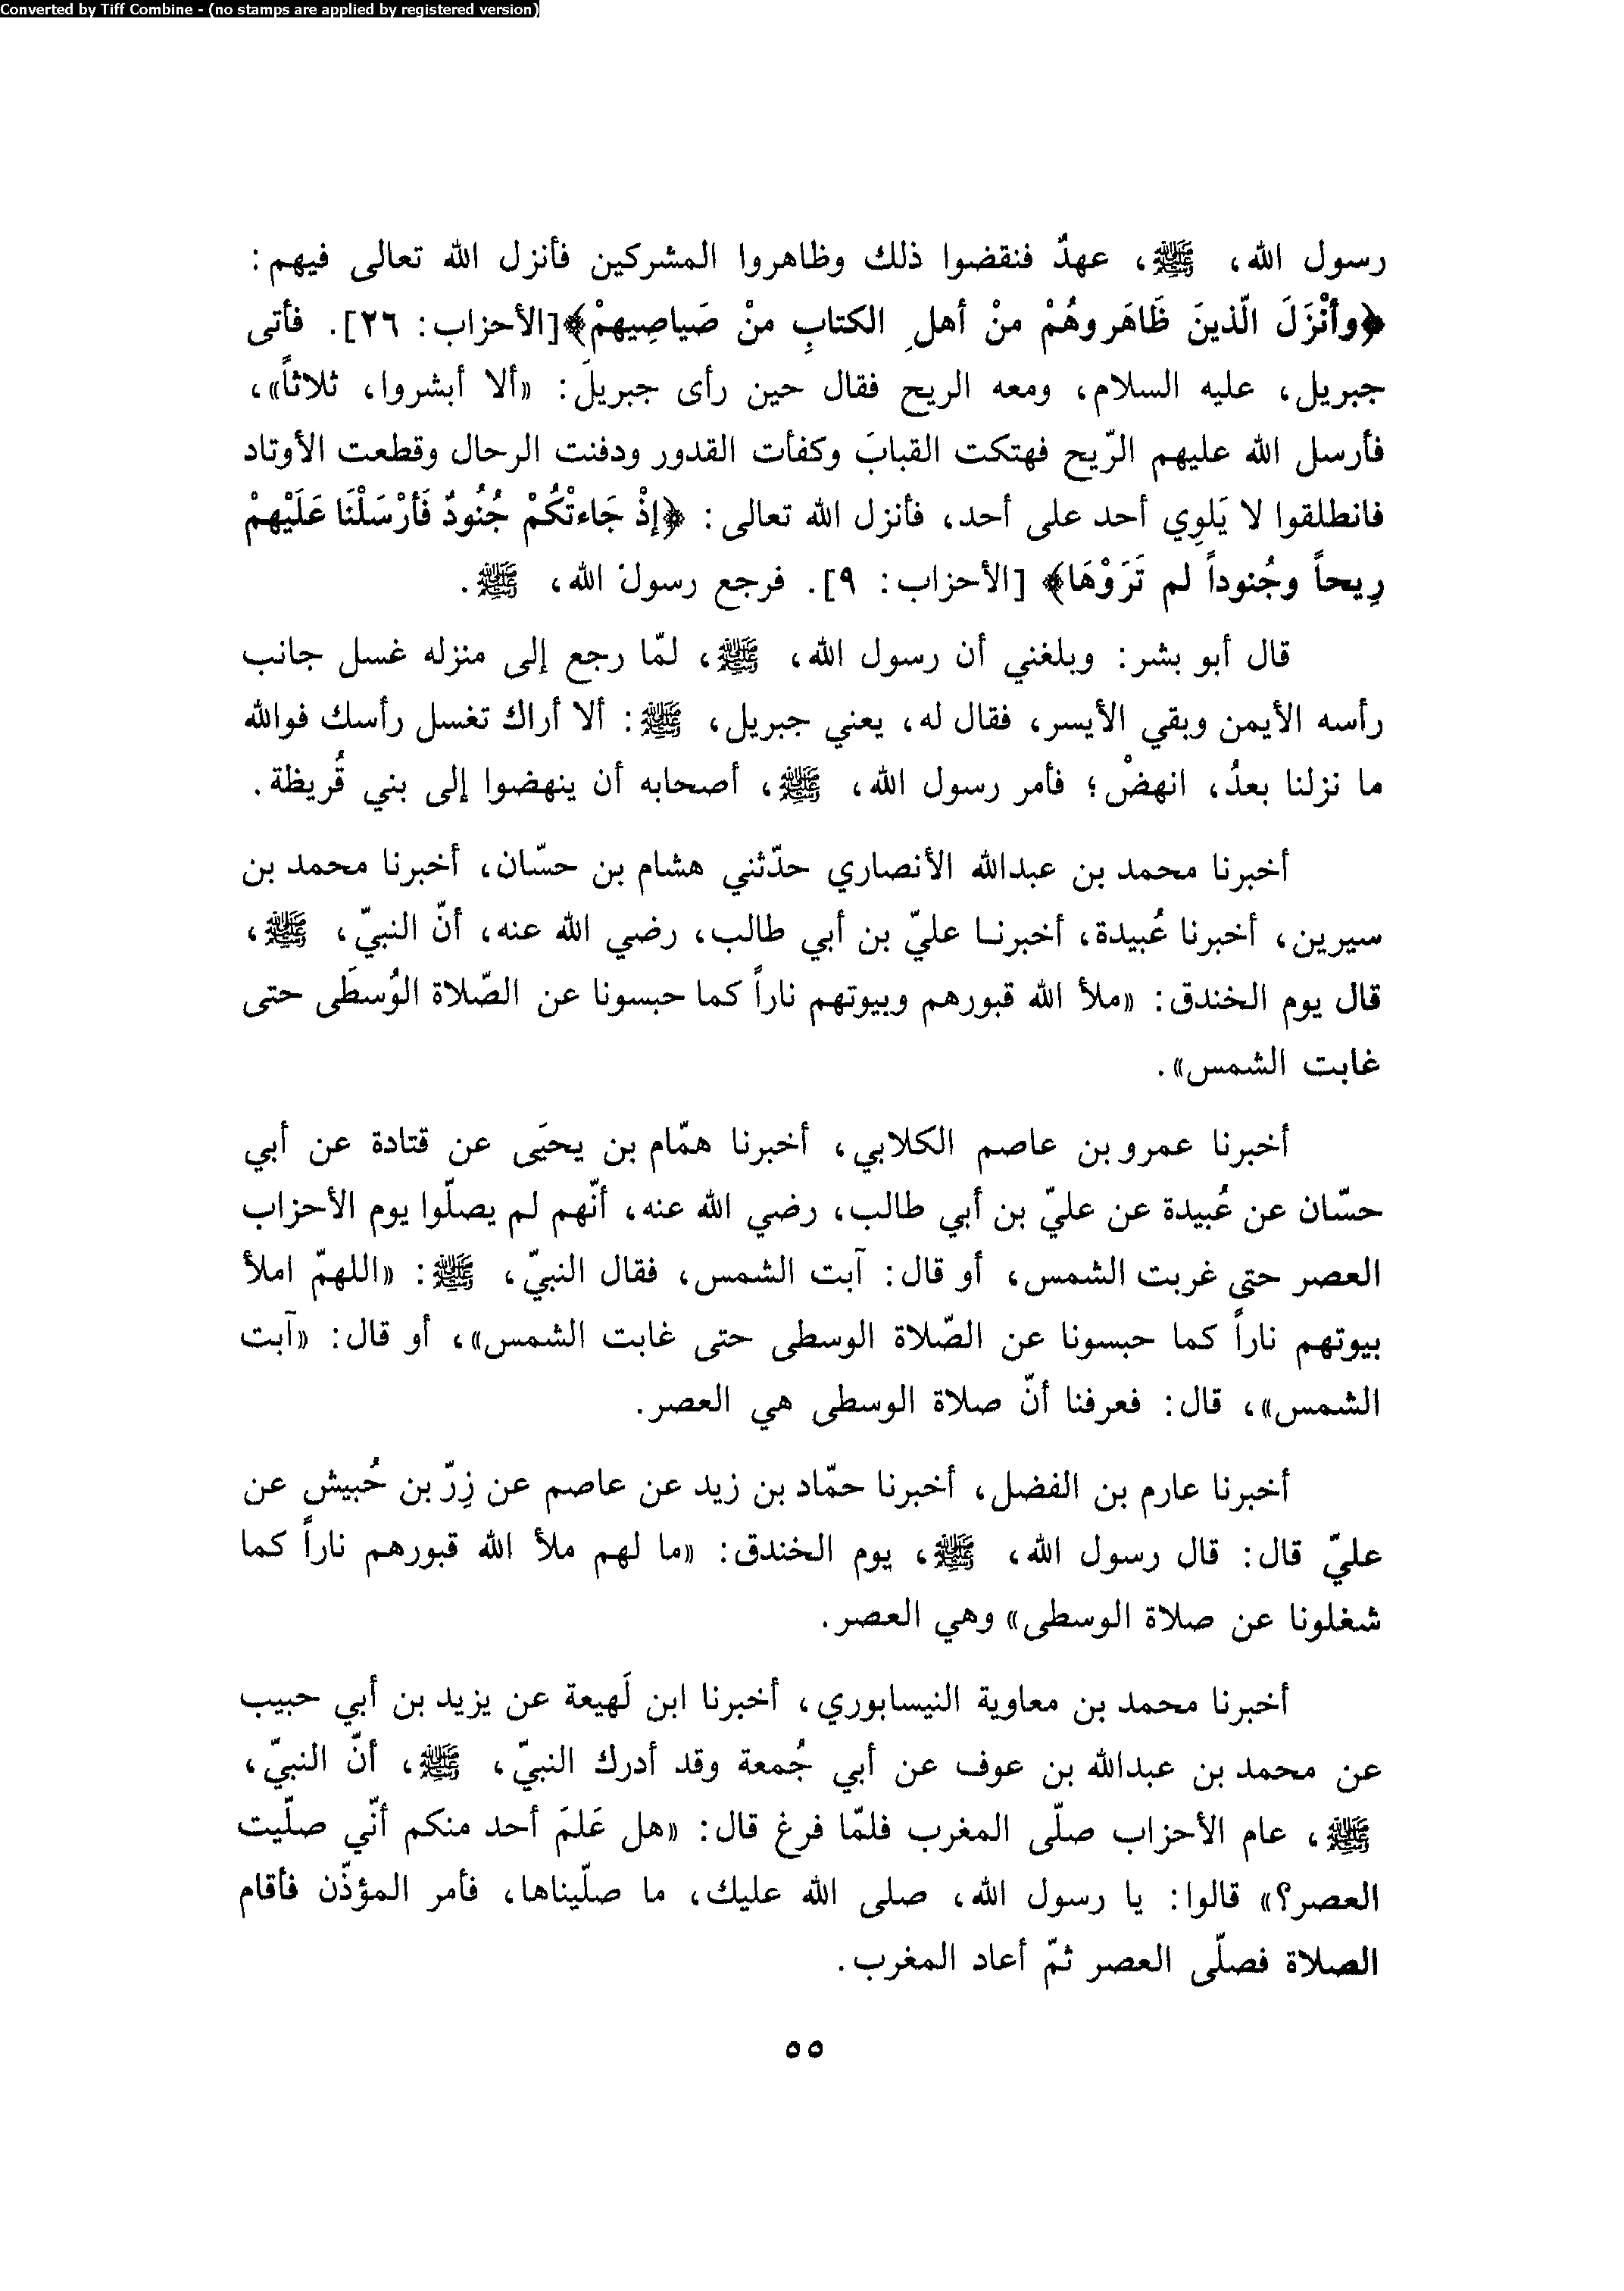 Converted by Tiff Combine - (no stamps are applied by registered version)
رسول الله، ﷺ، عهدٌ فنقضوا ذلك وظاهروا المشركين فأنزل الله تعالى فيهم:
﴿وأنْزَلَ الّذينَ ظَاهَروهُمْ منْ أهلِ الكتابِ منْ صَياصِيهمْ﴾[الأحزاب: ٢٦]. فأتى
جبريل، عليه السلام، ومعه الريح فقال حين رأى جبريلَ: «ألا أبشروا، ثلاثاً»،
فأرسل الله عليهم الرّيح فهتكت القبابَ وكفأت القدور ودفنت الرحال وقطعت الأوتاد
فانطلقوا لا يَلوِي أحد على أحد، فأنزل الله تعالى: ﴿إذْ جَاءتْكُمْ جُنُودٌ فَأرْسَلْنَا عَلَيْهمْ
رِيحاً وجُنوداً لم تَرَوْهَا﴾ [الأحزاب: ٩]. فرجع رسولُ الله، ﷺ.
قال أبو بشر: وبلغني أن رسول الله، ﷺ، لمّا رجع إلى منزله غسل جانب
رأسه الأيمن وبقي الأيسر، فقال له، يعني جبريل، ﷺ: ألا أراك تغسل رأسك فوالله
ما نزلنا بعدُ، انهضْ؛ فأمر رسول الله، ﷺ، أصحابه أن ينهضوا إلى بني قُريظة.
أخبرنا محمد بن عبدالله الأنصاري حدّثني هشام بن حسّان، أخبرنا محمد بن
سيرين، أخبرنا عُبيدة، أخبرنـا عليّ بن أبي طالب، رضي الله عنه، أنّ النبيّ، ﷺ،
قال يوم الخندق: «ملأ الله قبورهم وبيوتهم ناراً كما حبسونا عن الصّلاة الوُسطَى حتى
غابت الشمس».
أخبرنا عمرو بن عاصم الكلابي، أخبرنا همّام بن يحيَى عن قتادة عن أبي
حسّان عن عُبيدة عن عليّ بن أبي طالب، رضي الله عنه، أنّهم لم يصلّوا يوم الأحزاب
العصر حتى غربت الشمس، أو قال: آبت الشمس، فقال النبيّ، ﷺ: «اللهمّ املأ
بيوتهم ناراً كما حبسونا عن الصّلاة الوسطى حتى غابت الشمس»، أو قال: «آبت
الشمس»، قال: فعرفنا أنّ صلاة الوسطى هي العصر.
أخبرنا عارم بن الفضل، أخبرنا حمّاد بن زيد عن عاصم عن زِرّ بن حُبيش عن
عليّ قال: قال رسول الله، ﷺ، يوم الخندق: «ما لهم ملأ الله قبورهم ناراً كما
شغلونا عن صلاة الوسطى» وهي العصر.
أخبرنا محمد بن معاوية النيسابوري، أخبرنا ابن لَهيعة عن يزيد بن أبي حبيب
عن محمد بن عبدالله بن عوف عن أبي جُمعة وقد أدرك النبيّ، ﷺ، أنّ النبيّ،
ﷺ، عام الأحزاب صلّى المغرب فلمّا فرغ قال: «هل عَلمَ أحد منكم أنّي صلّيت
العصر؟» قالوا: يا رسول الله، صلى الله عليك، ما صلّيناها، فأمر المؤذّن فأقام
الصلاة فصلّى العصر ثمّ أعاد المغرب.
٥٥